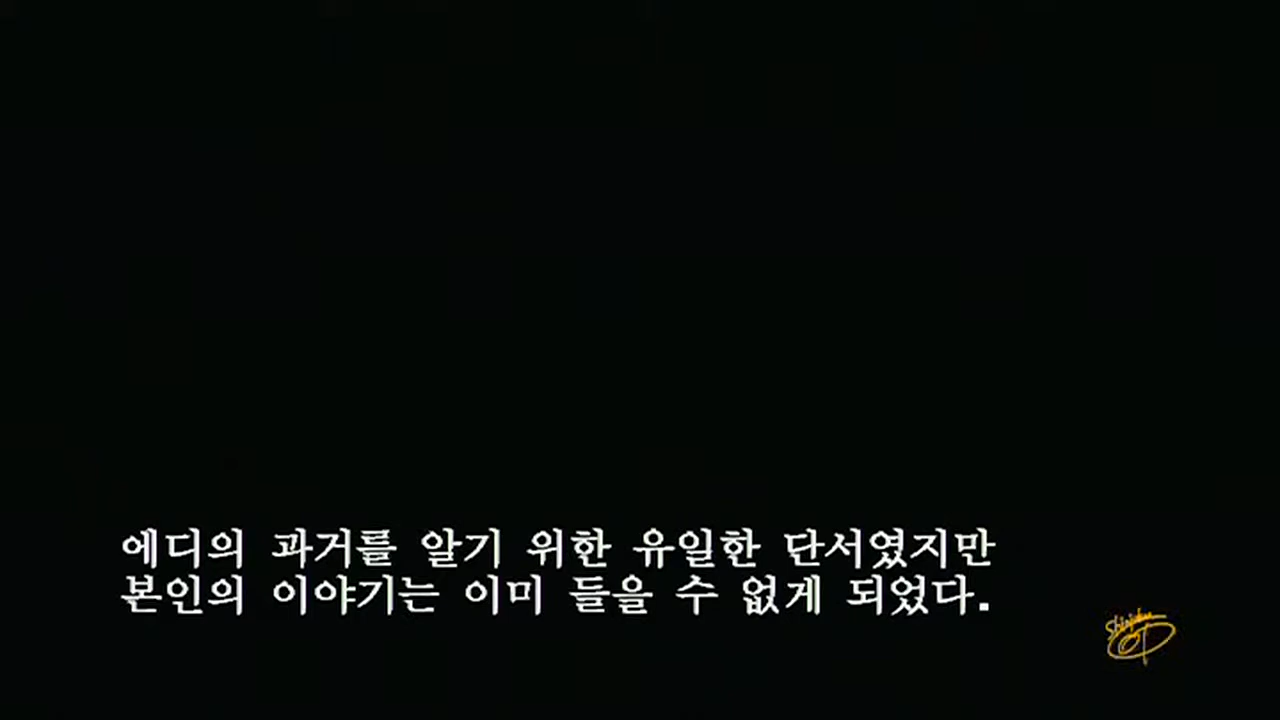 에디의 과거를 알기 위한 유일한 단서였지만
본인의 이야기는 이미 들을 수 없게 되었다.